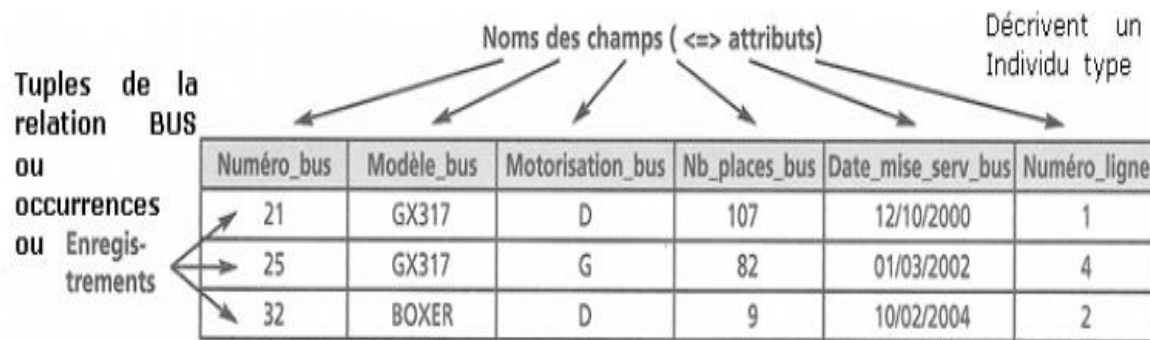 Noms des champs ( <=> attributs)
Décrivent un
Individu type
Tuples de la
relation BUS
ou
occurrences
ou Enregis-
trements
Numéro_bus Modèle_bus Motorisation_bus Nb_places_bus Date_mise_serv_bus Numéro_ligne
21 GX317 D 107 12/10/2000 1
25 GX317 G 82 01/03/2002 4
32 BOXER D 9 10/02/2004 2